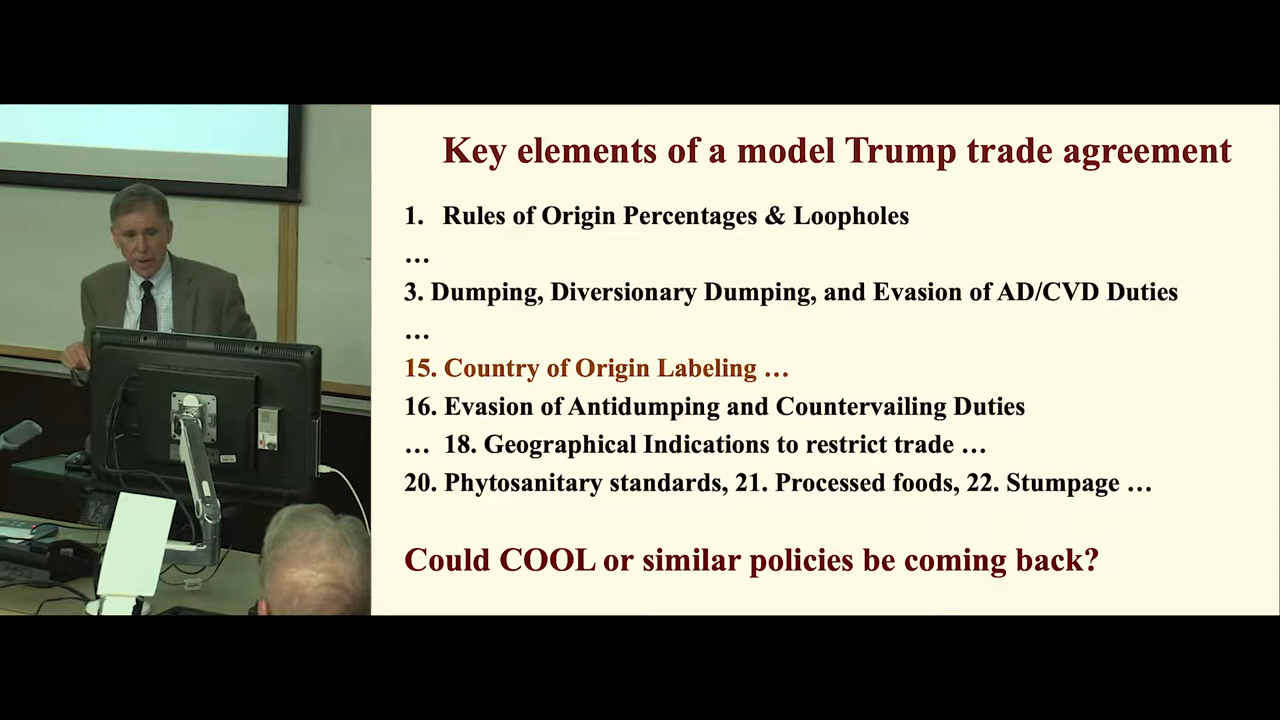 Key elements of a model Trump trade agreement
1. Rules of Origin Percentages & Loopholes
…
3. Dumping, Diversionary Dumping, and Evasion of AD/CVD Duties
…
15. Country of Origin Labeling …
16. Evasion of Antidumping and Countervailing Duties
… 18. Geographical Indications to restrict trade …
20. Phytosanitary standards, 21. Processed foods, 22. Stumpage …
Could COOL or similar policies be coming back?